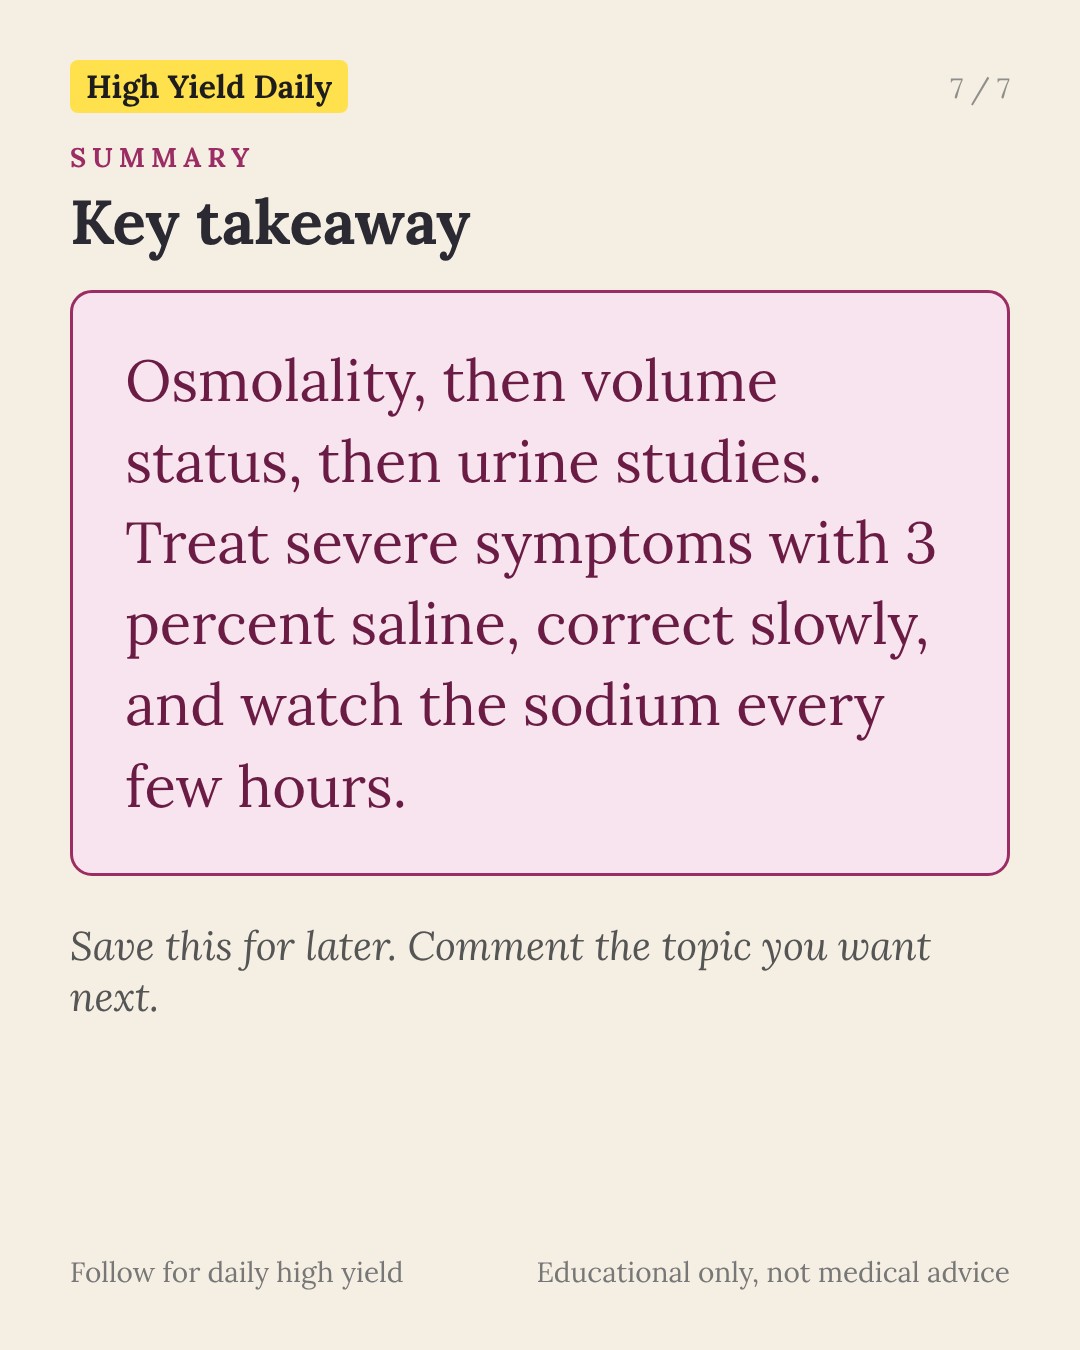 High Yield Daily
7 / 7
SUMMARY
Key takeaway
Osmolality, then volume
status, then urine studies.
Treat severe symptoms with 3
percent saline, correct slowly,
and watch the sodium every
few hours.
Save this for later. Comment the topic you want
next.
Follow for daily high yield
Educational only, not medical advice